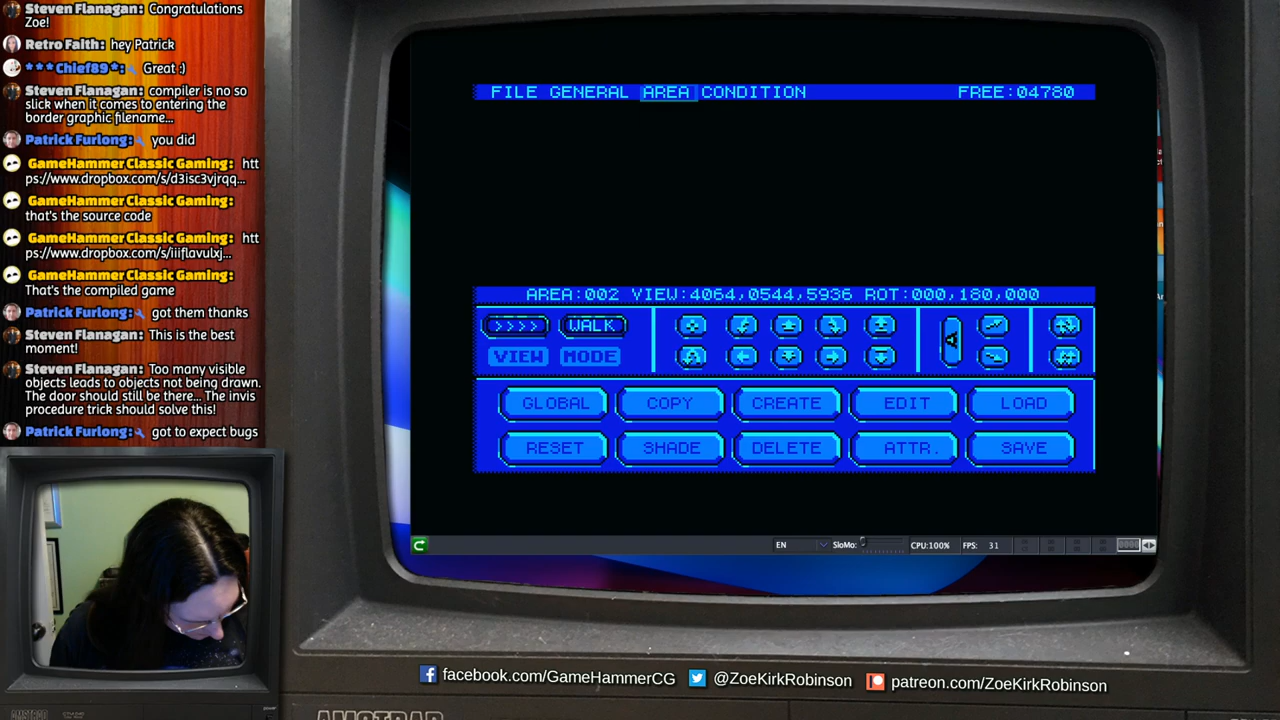 Steven Flanagan: Congratulations
Zoe!
Retro Faith: hey Patrick
***Chief89*: Great :)
Steven Flanagan: compiler is no so
slick when it comes to entering the
border graphic filename...
Patrick Furlong: you did
GameHammer Classic Gaming: htt
ps://www.dropbox.com/s/d3isc3vjrqq...
GameHammer Classic Gaming:
that's the source code
GameHammer Classic Gaming: htt
ps://www.dropbox.com/s/iiiflavulxj...
GameHammer Classic Gaming:
That's the compiled game
Patrick Furlong: got them thanks
Steven Flanagan: This is the best
moment!
Steven Flanagan: Too many visible
objects leads to objects not being drawn.
The door should still be there... The invis
procedure trick should solve this!
Patrick Furlong: got to expect bugs
FILE GENERAL AREA CONDITION FREE:04780
AREA:002 VIEW:4064,0544,5936 ROT:000,180,000
>>>> WALK
VIEW MODE
GLOBAL COPY CREATE EDIT LOAD
RESET SHADE DELETE ATTR. SAVE
EN SloMo: CPU:100% FPS: 31
facebook.com/GameHammerCG @ZoeKirkRobinson patreon.com/ZoeKirkRobinson
AMSTRAD